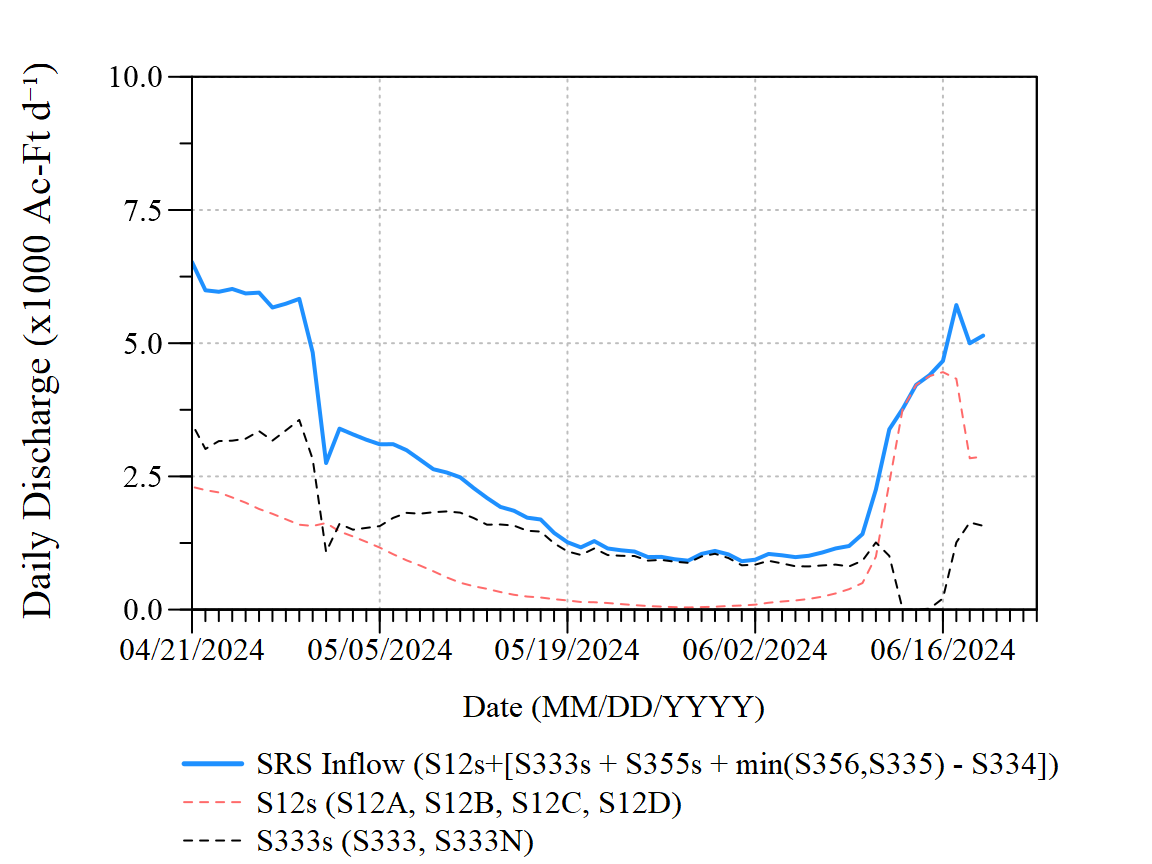 Daily Discharge (x1000 Ac-Ft d⁻¹)
10.0
7.5
5.0
2.5
0.0
04/21/2024 05/05/2024 05/19/2024 06/02/2024 06/16/2024
Date (MM/DD/YYYY)
SRS Inflow (S12s+[S333s + S355s + min(S356,S335) - S334])
S12s (S12A, S12B, S12C, S12D)
S333s (S333, S333N)